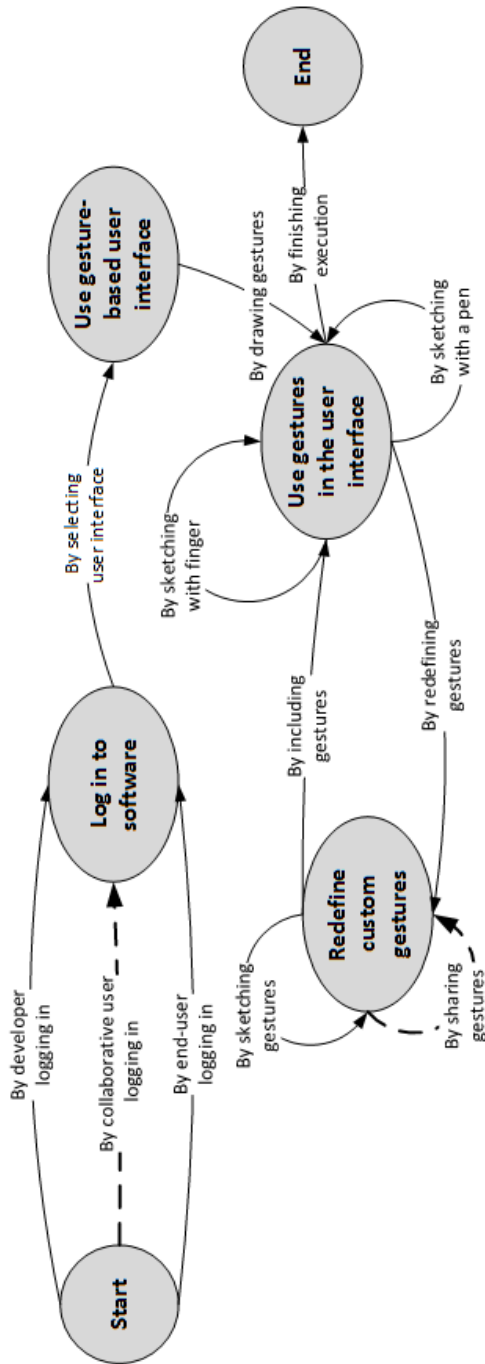 Start
By developer
logging in
By collaborative user
logging in
By end-user
logging in
Log in to
software
By selecting
user interface
Use gesture-
based user
interface
By drawing gestures
By sketching
gestures
Redefine
custom
gestures
By sharing
gestures
By including
gestures
By redefining
gestures
By sketching
with finger
Use gestures
in the user
interface
By sketching
with a pen
By finishing
execution
End